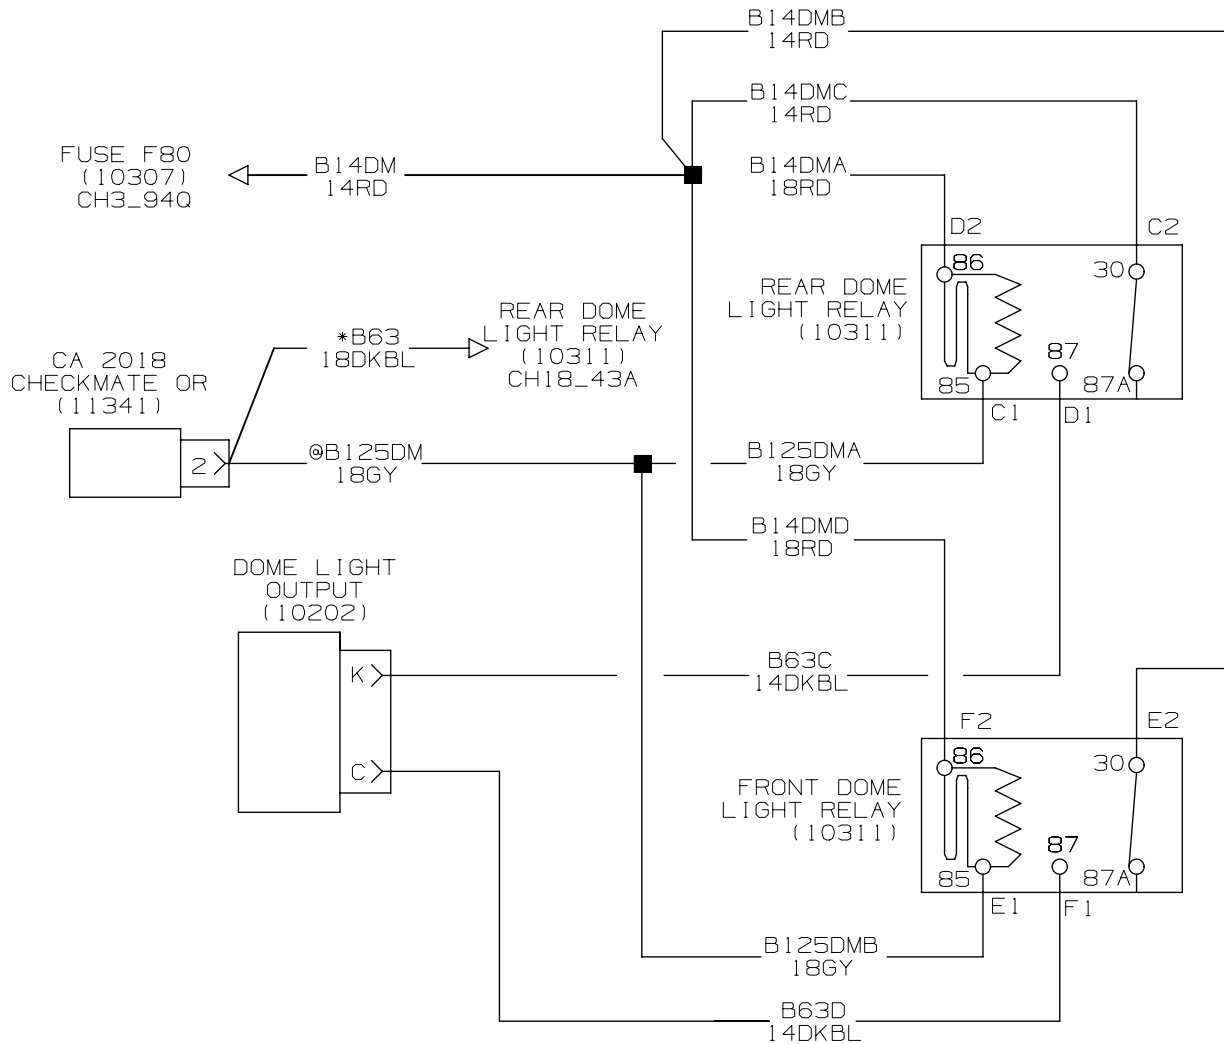 B14DMB
14RD
B14DMC
14RD
FUSE F80
(10307)
CH3_94Q
B14DM
14RD
B14DMA
18RD
D2
C2
86
30
REAR DOME
LIGHT RELAY
(10311)
87
85
87A
C1
D1
*B63
18DKBL
REAR DOME
LIGHT RELAY
(10311)
CH18_43A
CA 2018
CHECKMATE OR
(11341)
2
@B125DM
18GY
B125DMA
18GY
B14DMD
18RD
DOME LIGHT
OUTPUT
(10202)
K
C
B63C
14DKBL
F2
E2
86
30
FRONT DOME
LIGHT RELAY
(10311)
87
85
87A
E1
F1
B125DMB
18GY
B63D
14DKBL